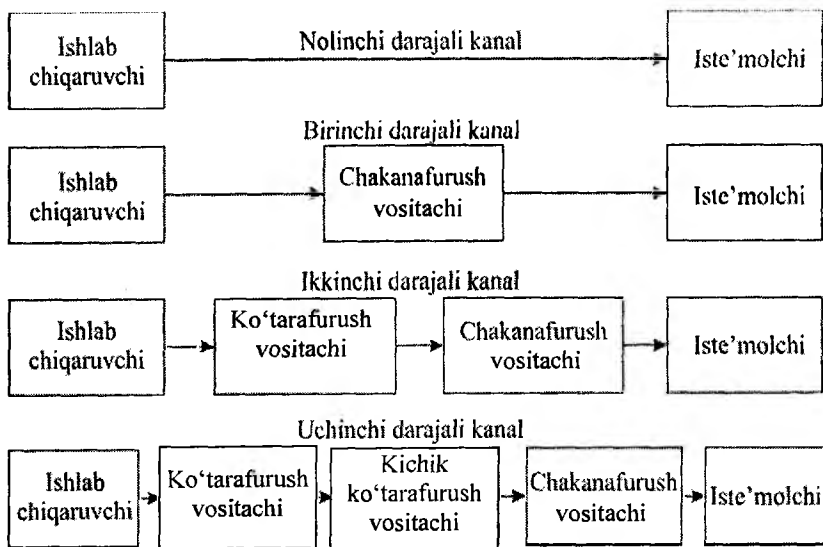 Nolinchi darajali kanal
Ishlab
chiqaruvchi
Iste'molchi
Birinchi darajali kanal
Ishlab
chiqaruvchi
Chakanafurush
vositachi
Iste'molchi
Ikkinchi darajali kanal
Ishlab
chiqaruvchi
Ko‘tarafurush
vositachi
Chakanafurush
vositachi
Iste'molchi
Uchinchi darajali kanal
Ishlab
chiqaruvchi
Ko‘tarafurush
vositachi
Kichik
ko‘tarafurush
vositachi
Chakanafurush
vositachi
Iste'molchi